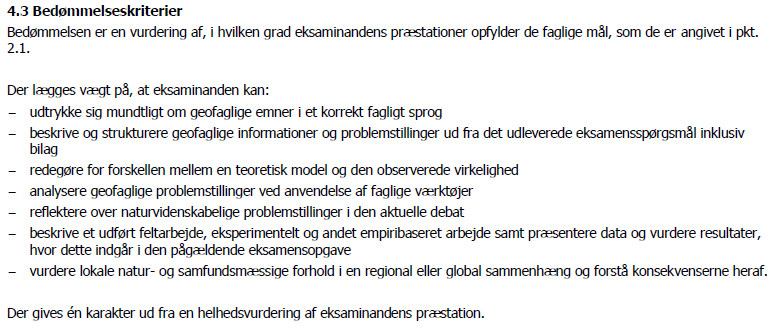 4.3 Bedømmelseskriterier
Bedømmelsen er en vurdering af, i hvilken grad eksaminandens præstationer opfylder de faglige mål, som de er angivet i pkt.
2.1.
Der lægges vægt på, at eksaminanden kan:
– udtrykke sig mundtligt om geofaglige emner i et korrekt fagligt sprog
– beskrive og strukturere geofaglige informationer og problemstillinger ud fra det udleverede eksamensspørgsmål inklusiv
bilag
– redegøre for forskellen mellem en teoretisk model og den observerede virkelighed
– analysere geofaglige problemstillinger ved anvendelse af faglige værktøjer
– reflektere over naturvidenskabelige problemstillinger i den aktuelle debat
– beskrive et udført feltarbejde, eksperimentelt og andet empiribaseret arbejde samt præsentere data og vurdere resultater,
hvor dette indgår i den pågældende eksamensopgave
– vurdere lokale natur- og samfundsmæssige forhold i en regional eller global sammenhæng og forstå konsekvenserne heraf.
Der gives én karakter ud fra en helhedsvurdering af eksaminandens præstation.